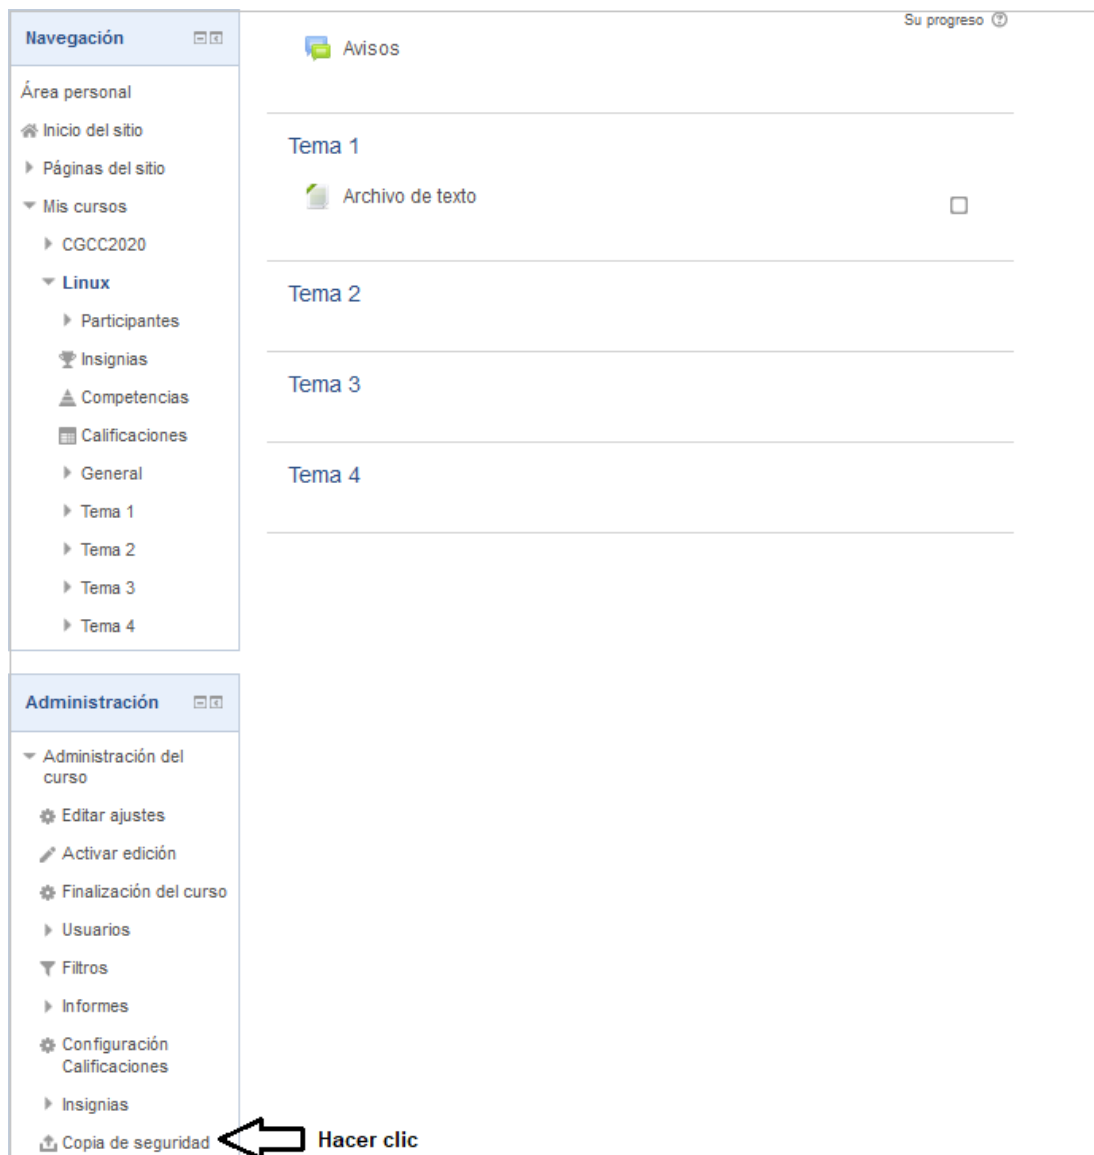 Navegación
Área personal
Inicio del sitio
Páginas del sitio
Mis cursos
CGCC2020
Linux
Participantes
Insignias
Competencias
Calificaciones
General
Tema 1
Tema 2
Tema 3
Tema 4
Administración
Administración del
curso
Editar ajustes
Activar edición
Finalización del curso
Usuarios
Filtros
Informes
Configuración
Calificaciones
Insignias
Copia de seguridad
Hacer clic
Su progreso
Avisos
Tema 1
Archivo de texto
Tema 2
Tema 3
Tema 4